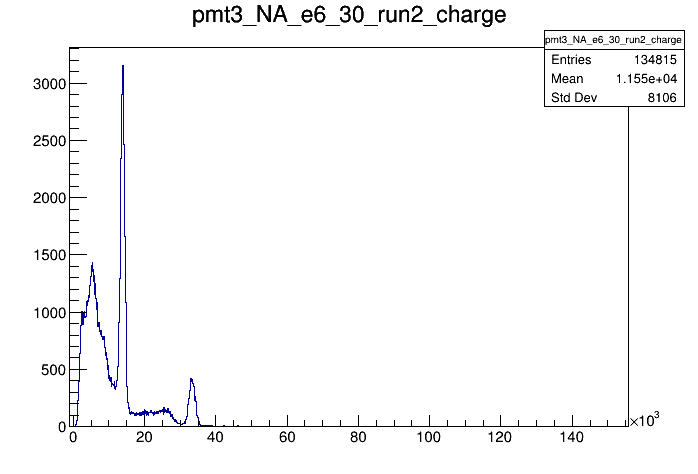 pmt3_NA_e6_30_run2_charge
pmt3_NA_e6_30_run2_charge
Entries 134815
Mean 1.155e+04
Std Dev 8106
3000
2500
2000
1500
1000
500
0
0 20 40 60 80 100 120 140
×10³